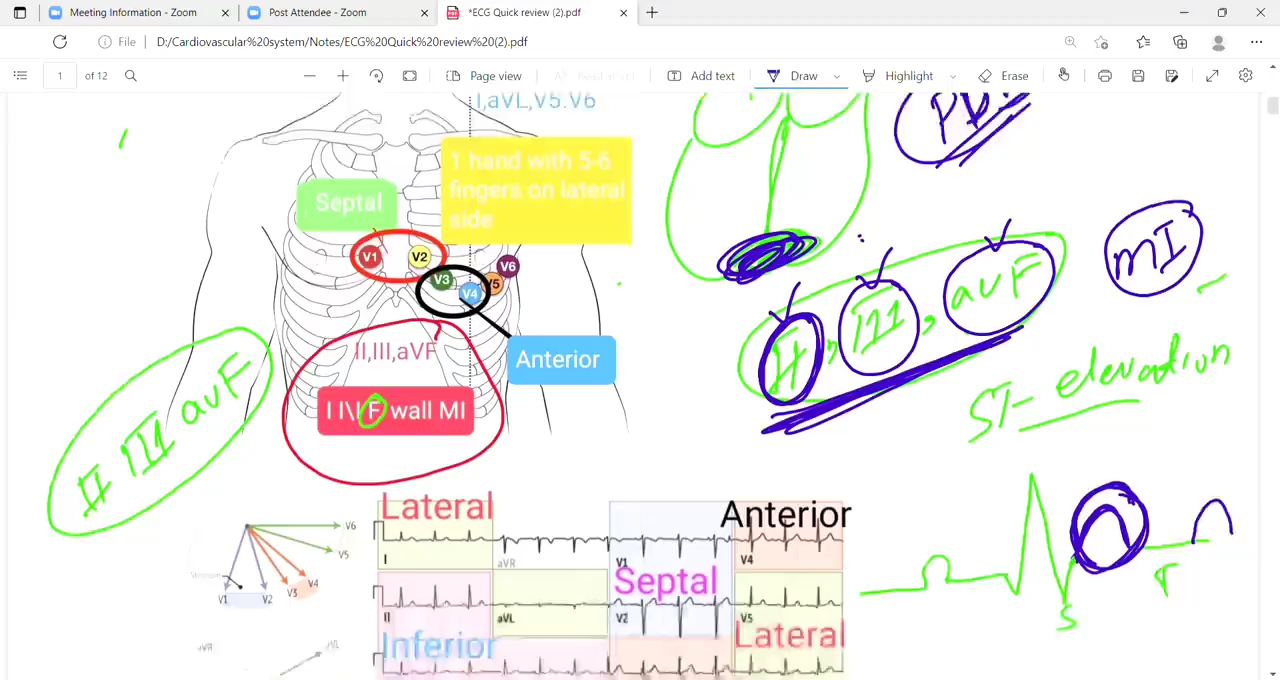 Meeting Information - Zoom
Post Attendee - Zoom
*ECG Quick review (2).pdf
File
D:/Cardiovascular%20system/Notes/ECG%20Quick%20review%20(2).pdf
1 of 12
Page view
Add text
Draw
Highlight
Erase
I,aVL,V5.V6
1 hand with 5-6
fingers on lateral
side
Septal
V1
V2
V3
V4
V5
V6
Anterior
II,III,aVF
I I\I F wall MI
II III avF
II, III, avF
MI
ST- elevation
S
T
Lateral
Anterior
Septal
Inferior
Lateral
I
aVR
V1
V4
II
aVL
V2
V5
V6
V5
V4
V3
V2
V1
aVR
aVL